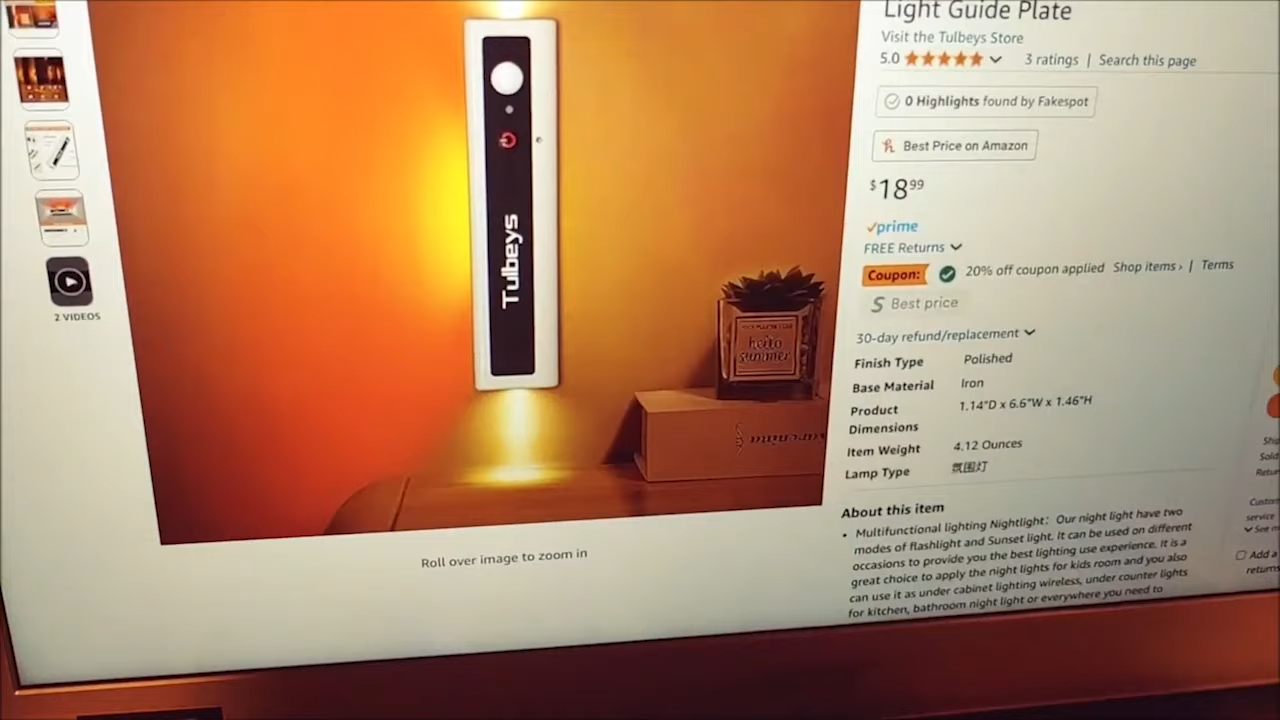 Light Guide Plate
Visit the Tulbeys Store
5.0 3 ratings | Search this page
0 Highlights found by Fakespot
Best Price on Amazon
$18.99
prime
FREE Returns
Coupon: 20% off coupon applied Shop items › | Terms
S Best price
30-day refund/replacement
Finish Type Polished
Base Material Iron
Product Dimensions 1.14"D x 6.6"W x 1.46"H
Item Weight 4.12 Ounces
Lamp Type 氛围灯
About this item
• Multifunctional lighting Nightlight: Our night light have two
modes of flashlight and Sunset light. It can be used on different
occasions to provide you the best lighting use experience. It is a
great choice to apply the night lights for kids room and you also
can use it as under cabinet lighting wireless, under counter lights
for kitchen, bathroom night light or everywhere you need to
Tulbeys
hello
summer
2 VIDEOS
Roll over image to zoom in
service
See
Add a